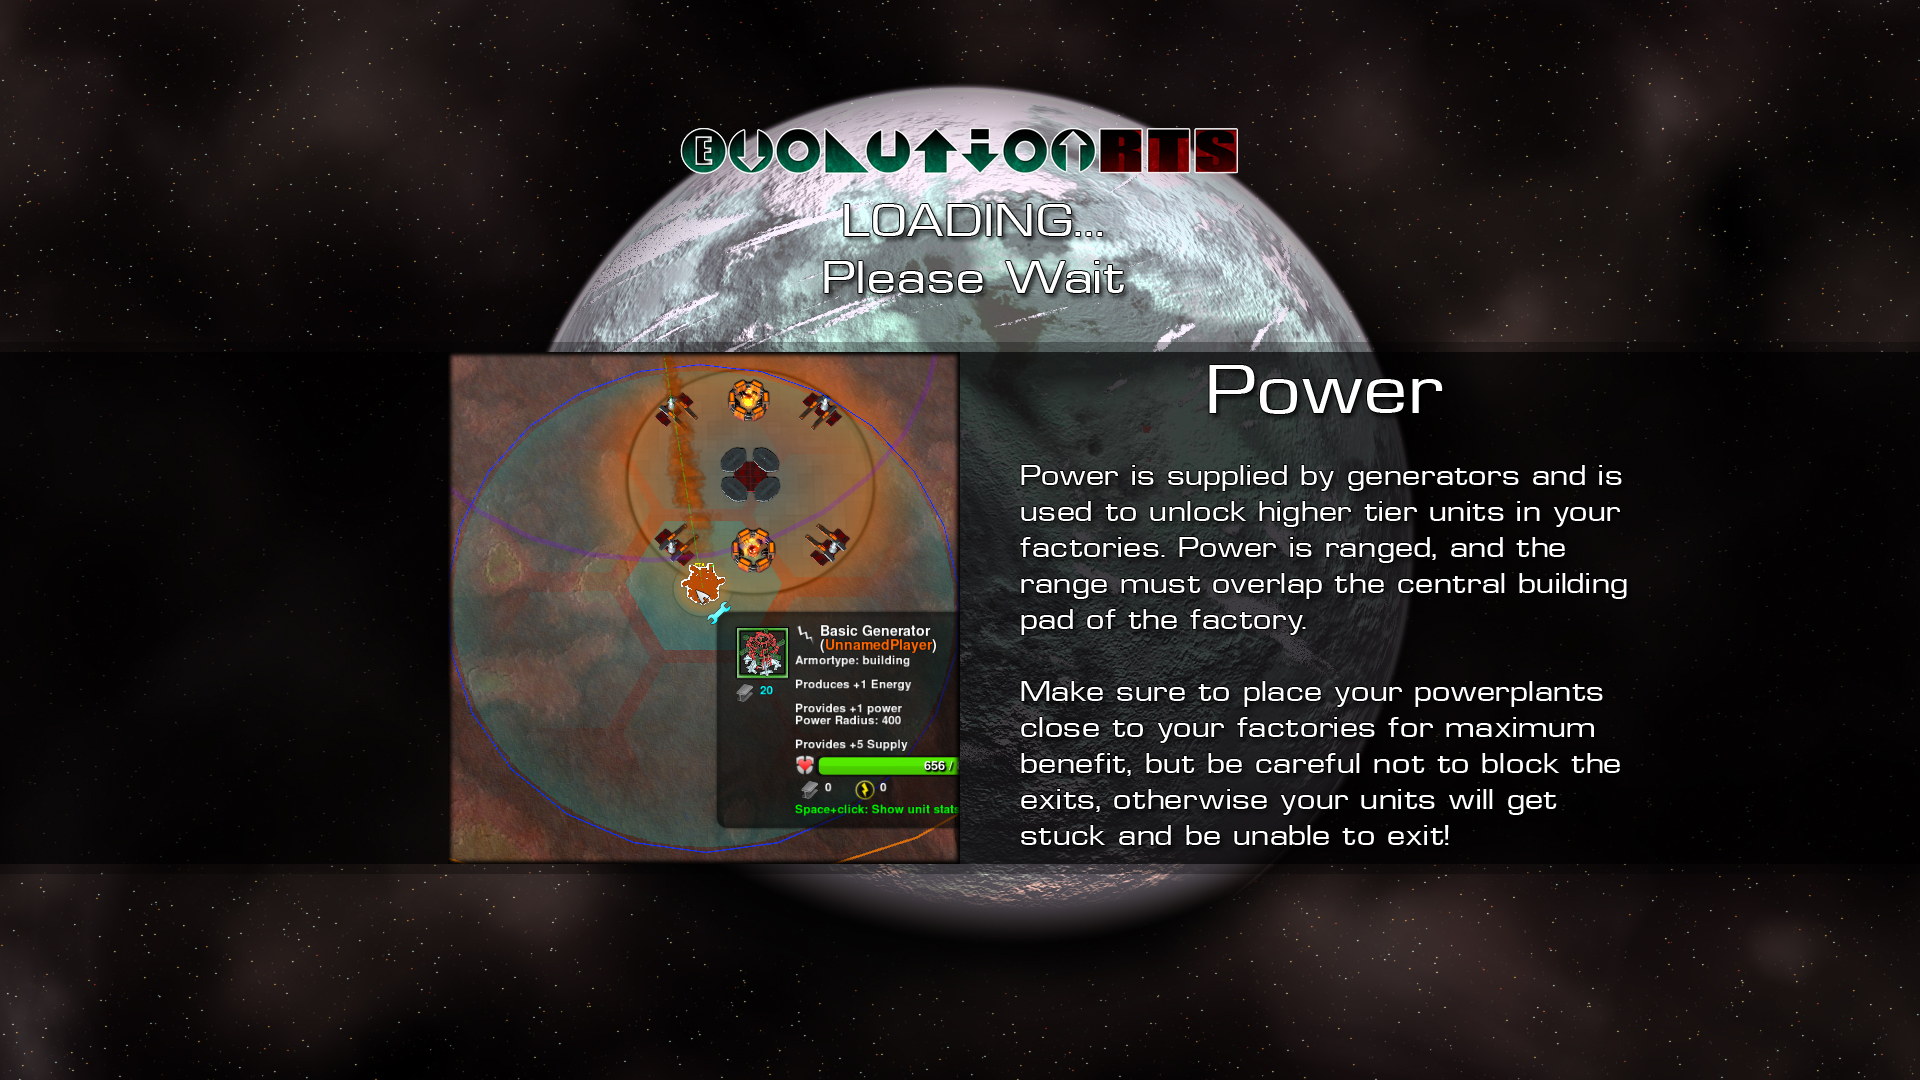 EVOLUTION RTS
LOADING...
Please Wait
Power
Power is supplied by generators and is
used to unlock higher tier units in your
factories. Power is ranged, and the
range must overlap the central building
pad of the factory.
Make sure to place your powerplants
close to your factories for maximum
benefit, but be careful not to block the
exits, otherwise your units will get
stuck and be unable to exit!
Basic Generator
(UnnamedPlayer)
Armortype: building
20
Produces +1 Energy
Provides +1 power
Power Radius: 400
Provides +5 Supply
656 /
0 0
Space+click: Show unit stats